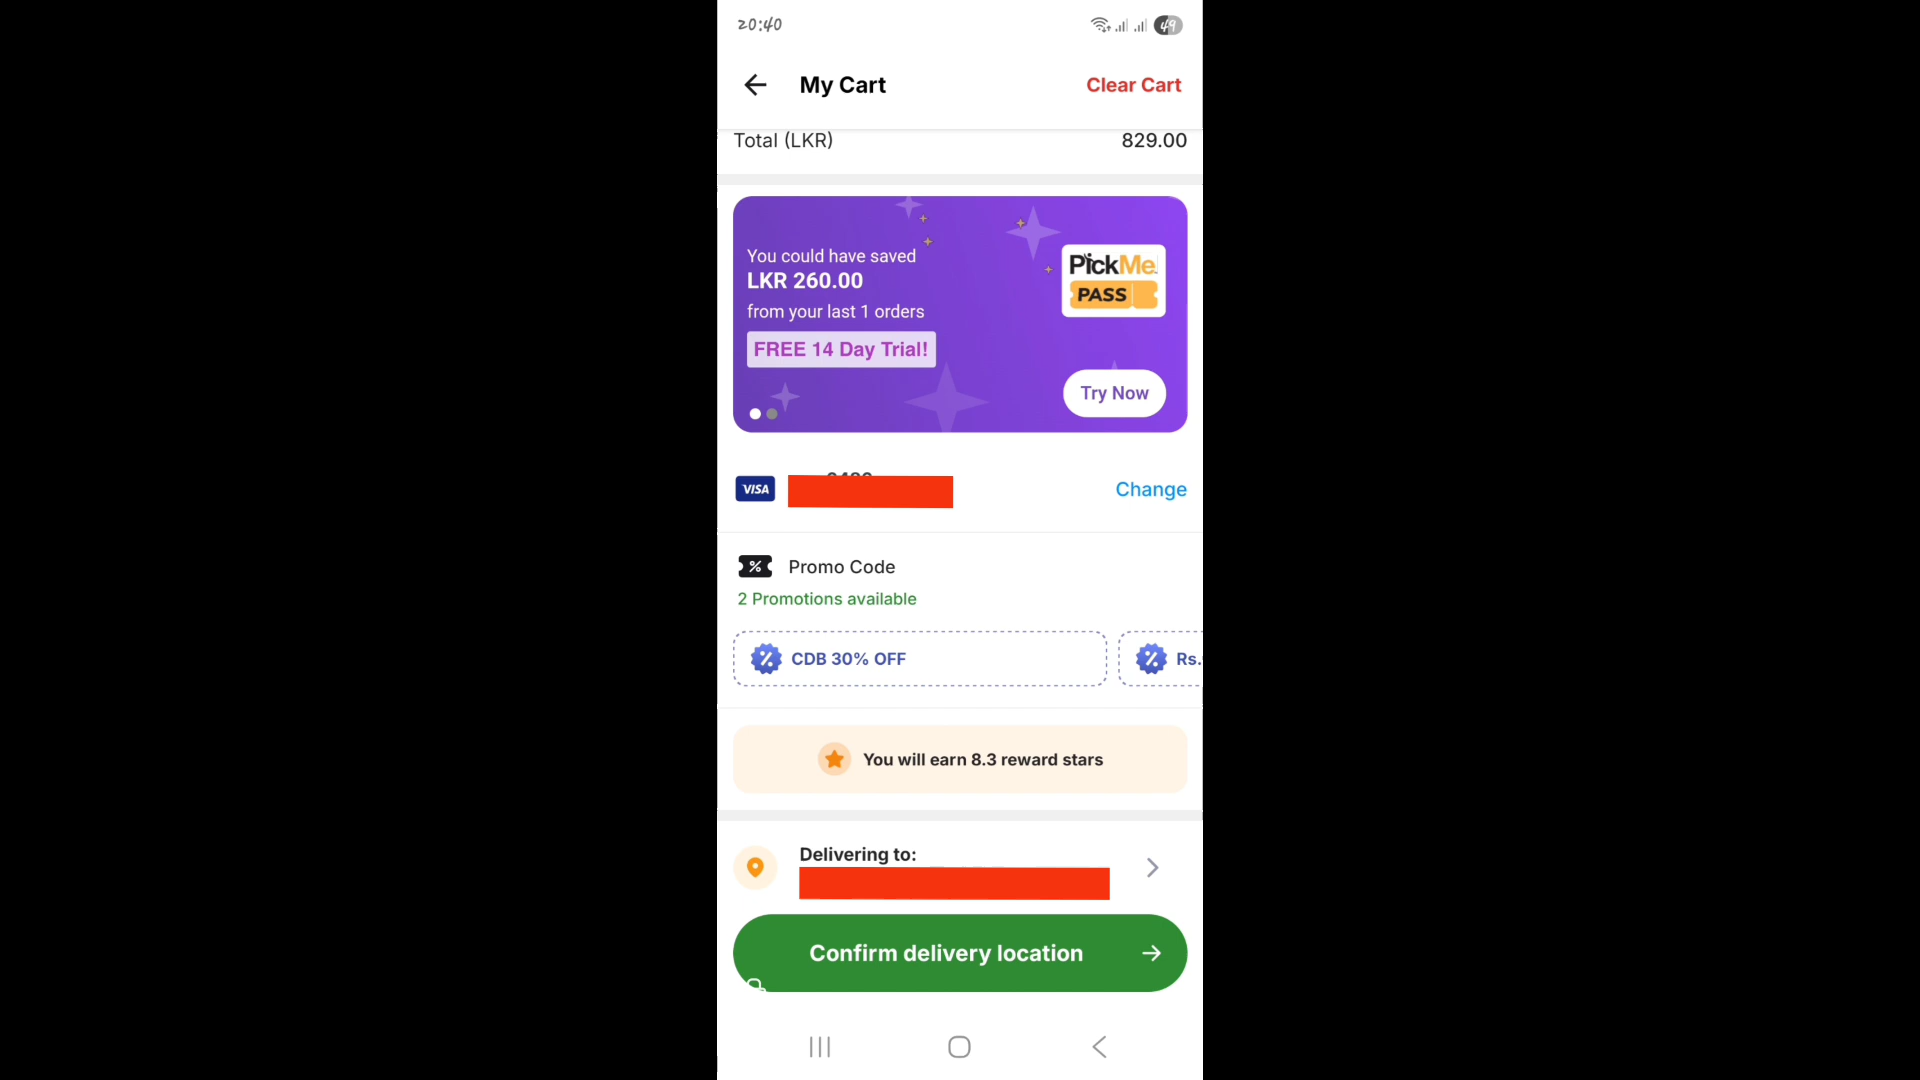 20:40
49
My Cart
Clear Cart
Total (LKR)
829.00
You could have saved
LKR 260.00
from your last 1 orders
FREE 14 Day Trial!
PickMe
PASS
Try Now
VISA
Change
Promo Code
2 Promotions available
CDB 30% OFF
Rs.
You will earn 8.3 reward stars
Delivering to:
Confirm delivery location